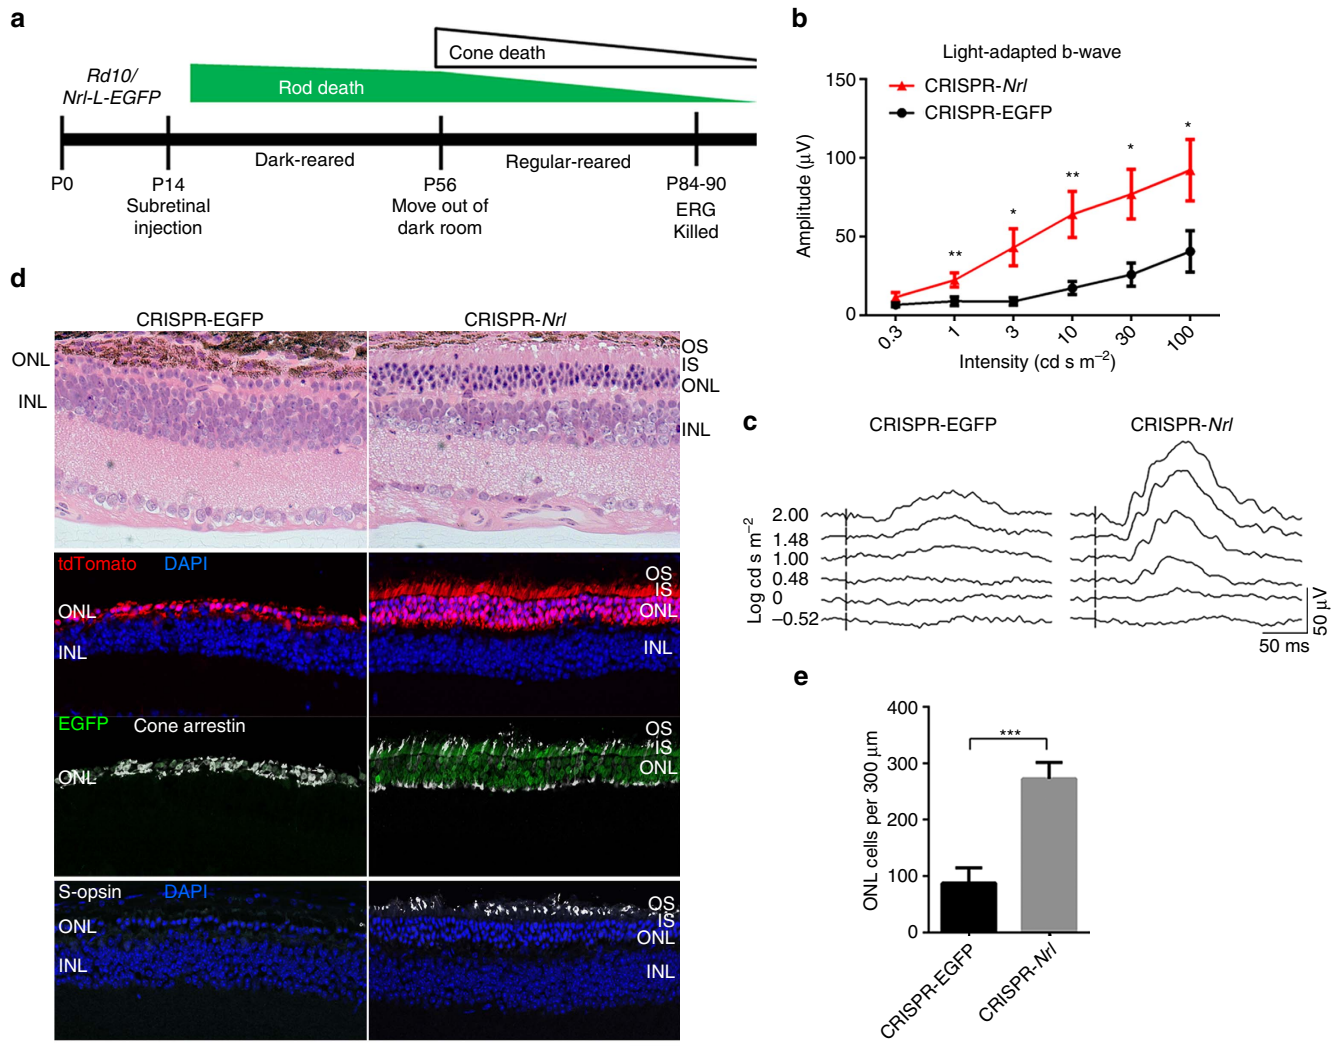 a
Cone death
Rd10/
Nrl-L-EGFP
Rod death
Dark-reared
Regular-reared
P0
P14
Subretinal
injection
P56
Move out of
dark room
P84-90
ERG
Killed
b
Light-adapted b-wave
CRISPR-Nrl
CRISPR-EGFP
Amplitude (μV)
150
100
50
0
**
*
**
*
*
0.3
1
3
10
30
100
Intensity (cd s m⁻²)
c
CRISPR-EGFP
CRISPR-Nrl
Log cd s m⁻²
2.00
1.48
1.00
0.48
0
–0.52
50 μV
50 ms
d
CRISPR-EGFP
CRISPR-Nrl
ONL
INL
OS
IS
ONL
INL
tdTomato DAPI
ONL
INL
OS
IS
ONL
INL
EGFP Cone arrestin
ONL
OS
IS
ONL
S-opsin DAPI
ONL
INL
OS
IS
ONL
INL
e
ONL cells per 300 μm
400
300
200
100
0
***
CRISPR-EGFP
CRISPR-Nrl